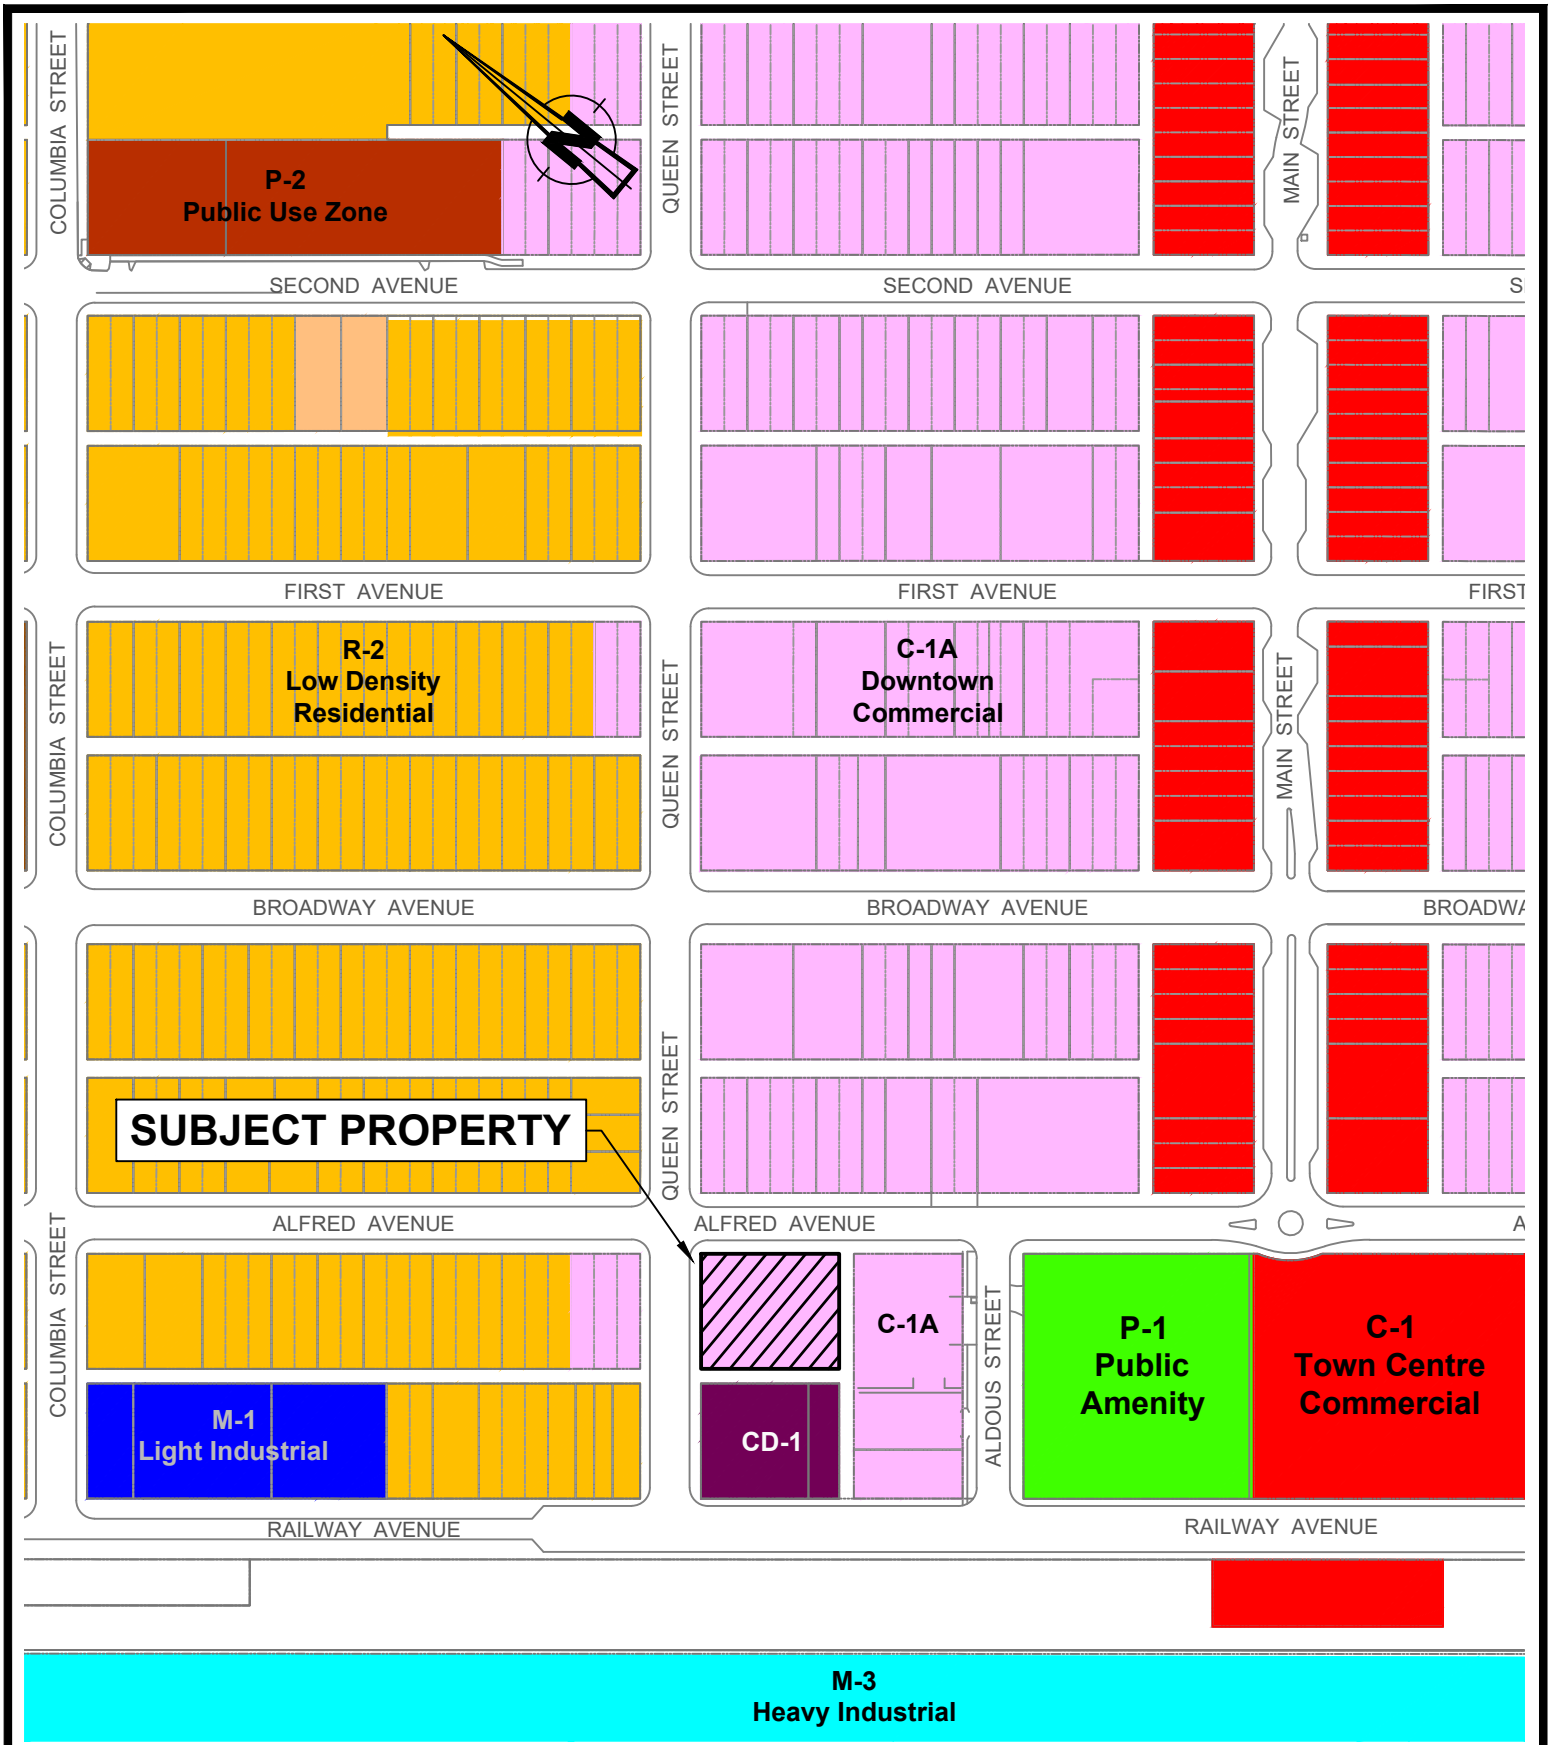 COLUMBIA STREET
QUEEN STREET
MAIN STREET
N
P-2
Public Use Zone
SECOND AVENUE
SECOND AVENUE
S
FIRST AVENUE
FIRST AVENUE
FIRST
COLUMBIA STREET
R-2
Low Density
Residential
QUEEN STREET
C-1A
Downtown
Commercial
MAIN STREET
BROADWAY AVENUE
BROADWAY AVENUE
BROADWA
SUBJECT PROPERTY
QUEEN STREET
ALFRED AVENUE
ALFRED AVENUE
A
COLUMBIA STREET
C-1A
ALDOUS STREET
P-1
Public
Amenity
C-1
Town Centre
Commercial
M-1
Light Industrial
CD-1
RAILWAY AVENUE
RAILWAY AVENUE
M-3
Heavy Industrial